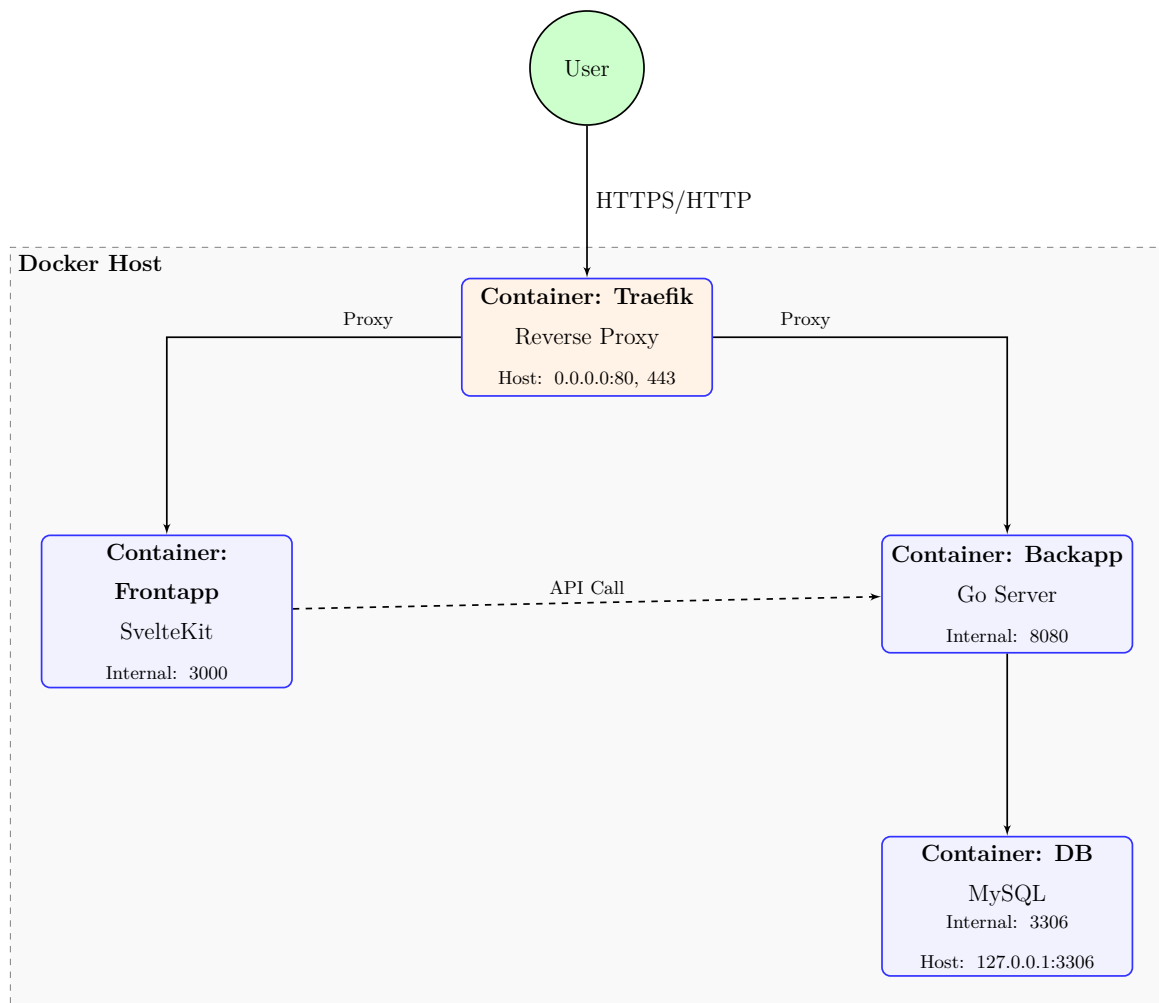 User
HTTPS/HTTP
Docker Host
Container: Traefik
Reverse Proxy
Host: 0.0.0.0:80, 443
Proxy
Proxy
Container:
Frontapp
SvelteKit
Internal: 3000
API Call
Container: Backapp
Go Server
Internal: 8080
Container: DB
MySQL
Internal: 3306
Host: 127.0.0.1:3306